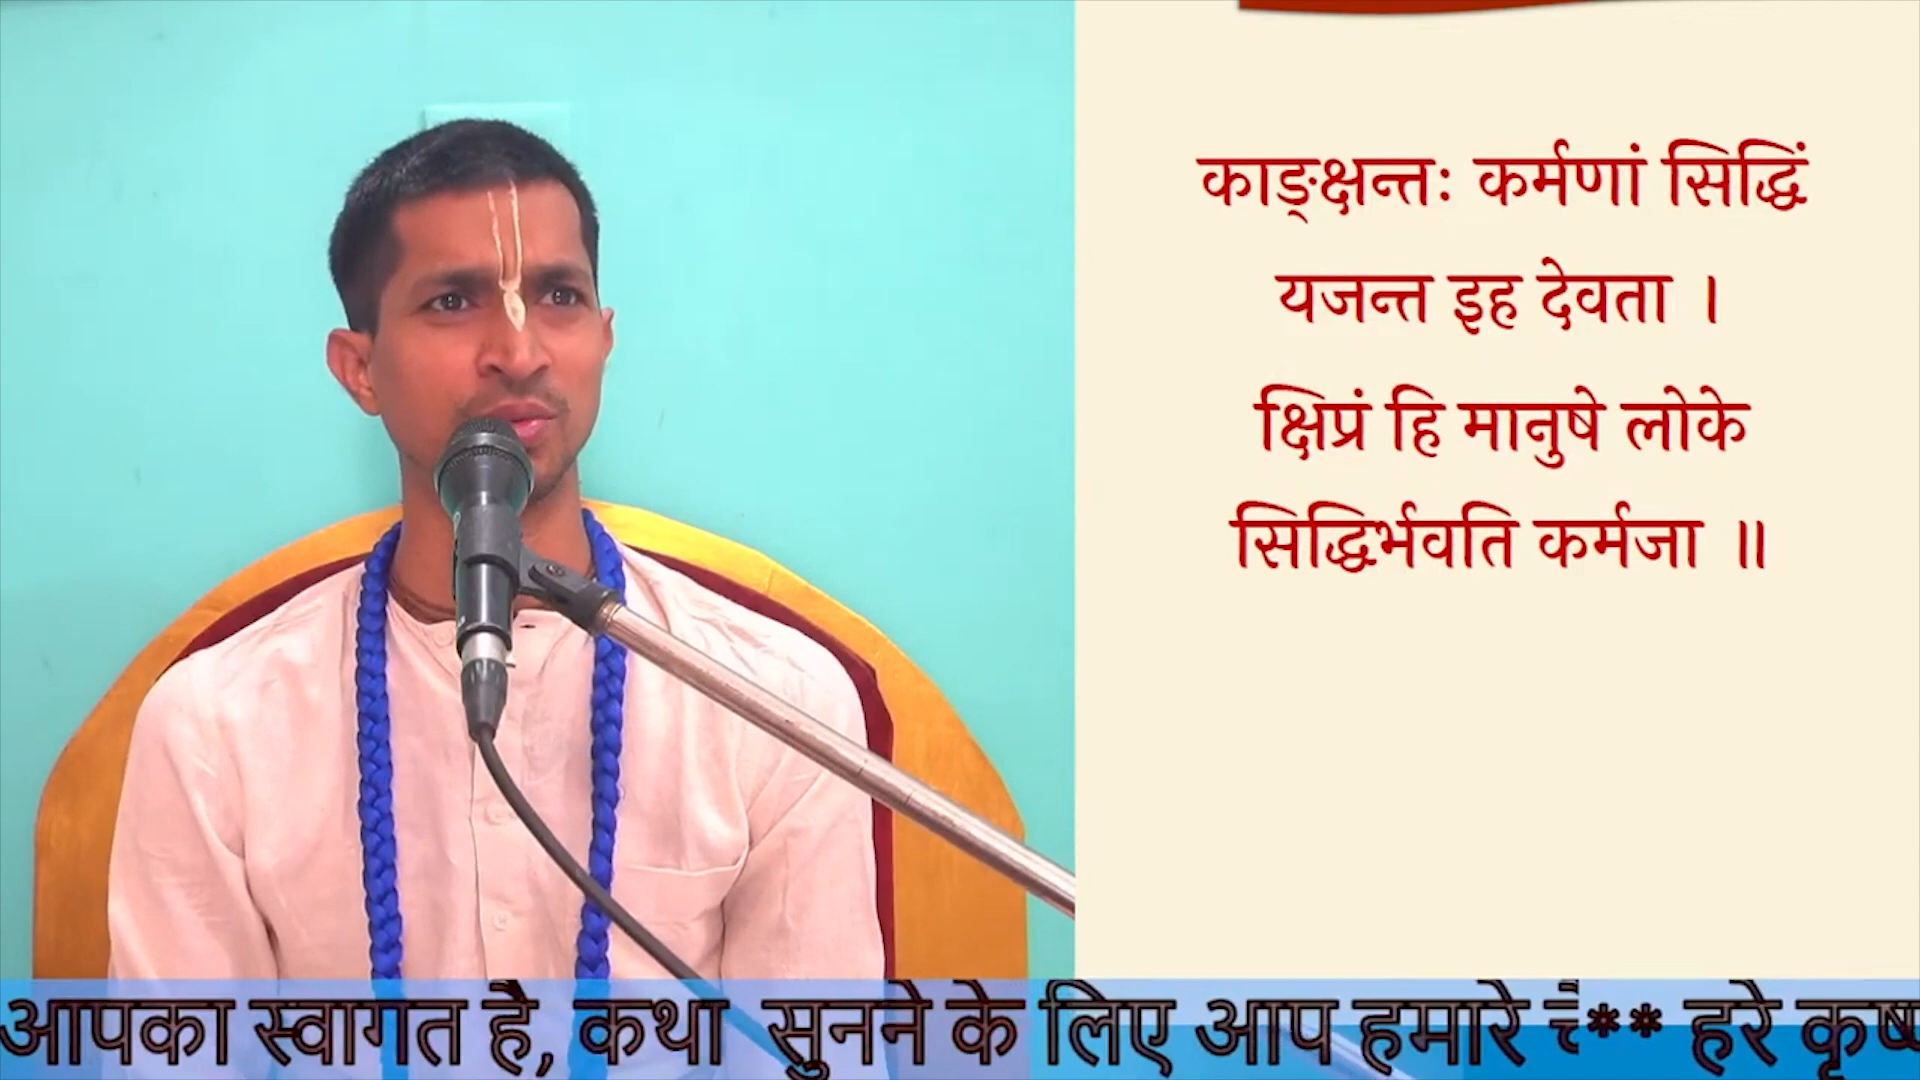 काङ्क्षन्तः कर्मणां सिद्धिं
यजन्त इह देवता ।
क्षिप्रं हि मानुषे लोके
सिद्धिर्भवति कर्मजा ॥
आपका स्वागत है, कथा सुनने के लिए आप हमारे ** हरे